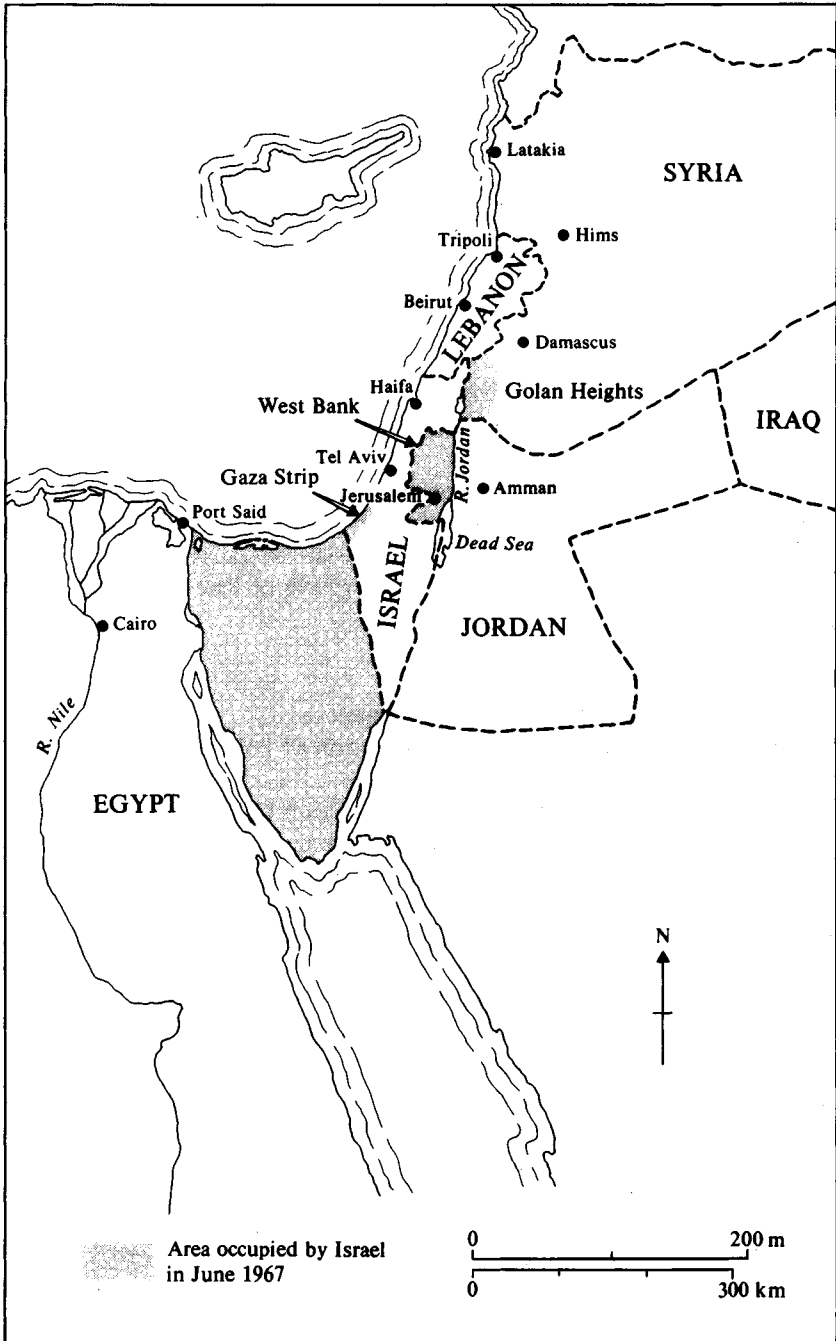 Latakia
SYRIA
Tripoli
Hims
Beirut
LEBANON
Damascus
Haifa
Golan Heights
West Bank
IRAQ
R. Jordan
Tel Aviv
Gaza Strip
Jerusalem
Amman
Port Said
Dead Sea
ISRAEL
Cairo
JORDAN
R. Nile
EGYPT
N
Area occupied by Israel
in June 1967
0 200 m
0 300 km